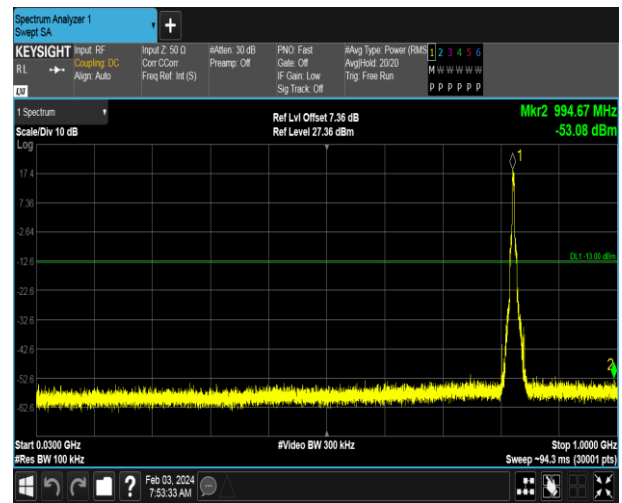 Spectrum Analyzer 1
Swept SA
+
KEYSIGHT
RL
LXI
Input: RF
Coupling: DC
Align: Auto
Input Z: 50 Ω
Corr CCorr
Freq Ref: Int (S)
#Atten: 30 dB
Preamp: Off
PNO: Fast
Gate: Off
IF Gain: Low
Sig Track: Off
#Avg Type: Power (RMS
Avg|Hold: 20/20
Trig: Free Run
1 2 3 4 5 6
M W W W W W
P P P P P P
1 Spectrum
Scale/Div 10 dB
Log
Ref Lvl Offset 7.36 dB
Ref Level 27.36 dBm
Mkr2 994.67 MHz
-53.08 dBm
1
17.4
7.36
-2.64
DL1 -13.00 dBm
-12.6
-22.6
-32.6
-42.6
2
-52.6
-62.6
Start 0.0300 GHz
#Res BW 100 kHz
#Video BW 300 kHz
Stop 1.0000 GHz
Sweep ~94.3 ms (30001 pts)
?
Feb 03, 2024
7:53:33 AM